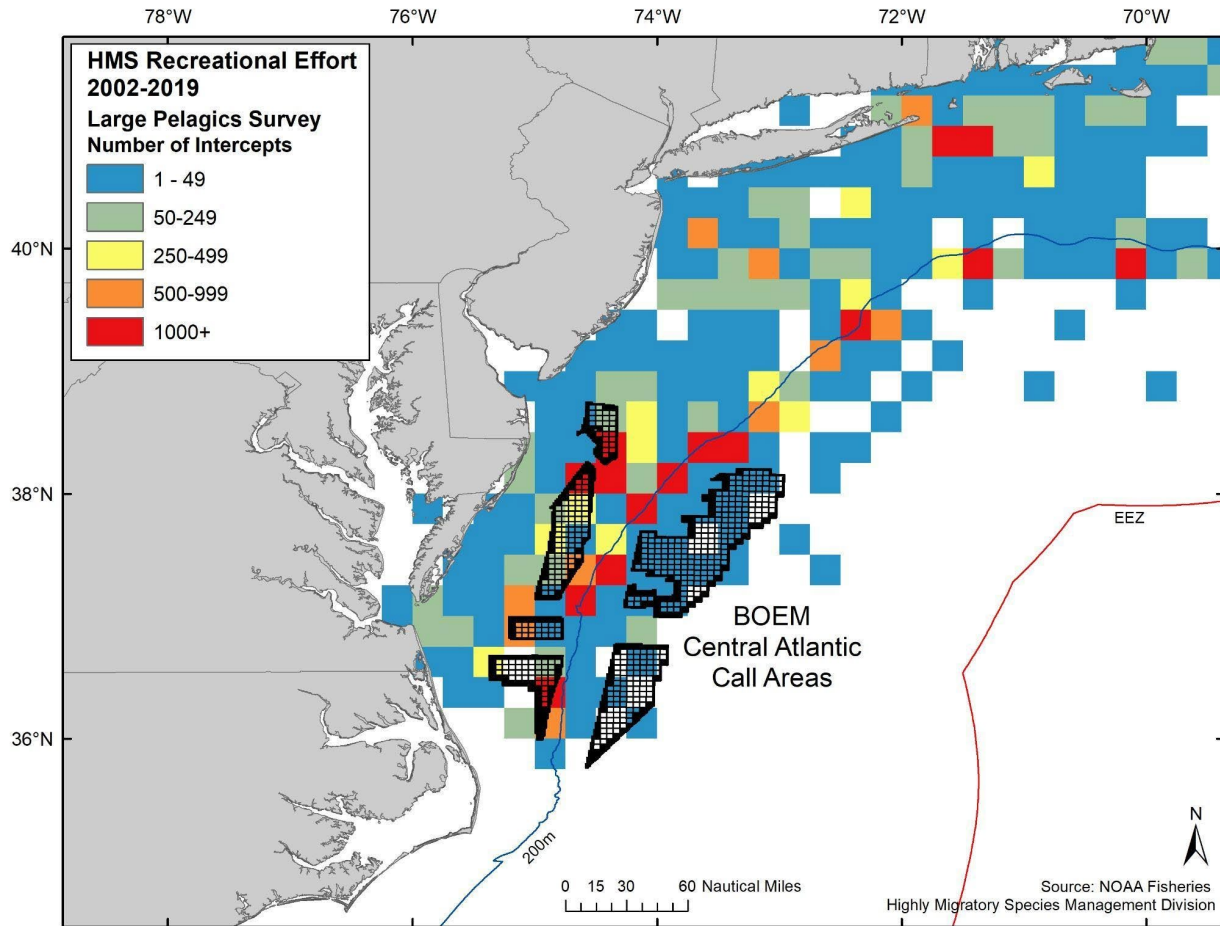 78°W
76°W
74°W
72°W
70°W
HMS Recreational Effort
2002-2019
Large Pelagics Survey
Number of Intercepts
1 - 49
50-249
250-499
500-999
1000+
40°N
38°N
36°N
EEZ
BOEM
Central Atlantic
Call Areas
200m
N
0 15 30 60 Nautical Miles
Source: NOAA Fisheries
Highly Migratory Species Management Division